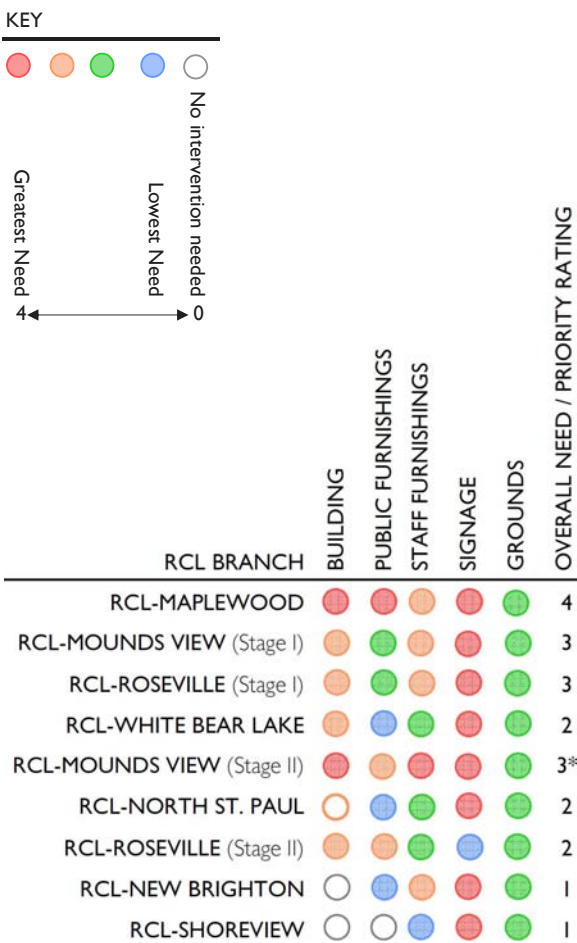 KEY
Greatest Need
Lowest Need
No intervention needed
4
0
RCL BRANCH
BUILDING
PUBLIC FURNISHINGS
STAFF FURNISHINGS
SIGNAGE
GROUNDS
OVERALL NEED / PRIORITY RATING
RCL-MAPLEWOOD 4
RCL-MOUNDS VIEW (Stage I) 3
RCL-ROSEVILLE (Stage I) 3
RCL-WHITE BEAR LAKE 2
RCL-MOUNDS VIEW (Stage II) 3*
RCL-NORTH ST. PAUL 2
RCL-ROSEVILLE (Stage II) 2
RCL-NEW BRIGHTON 1
RCL-SHOREVIEW 1